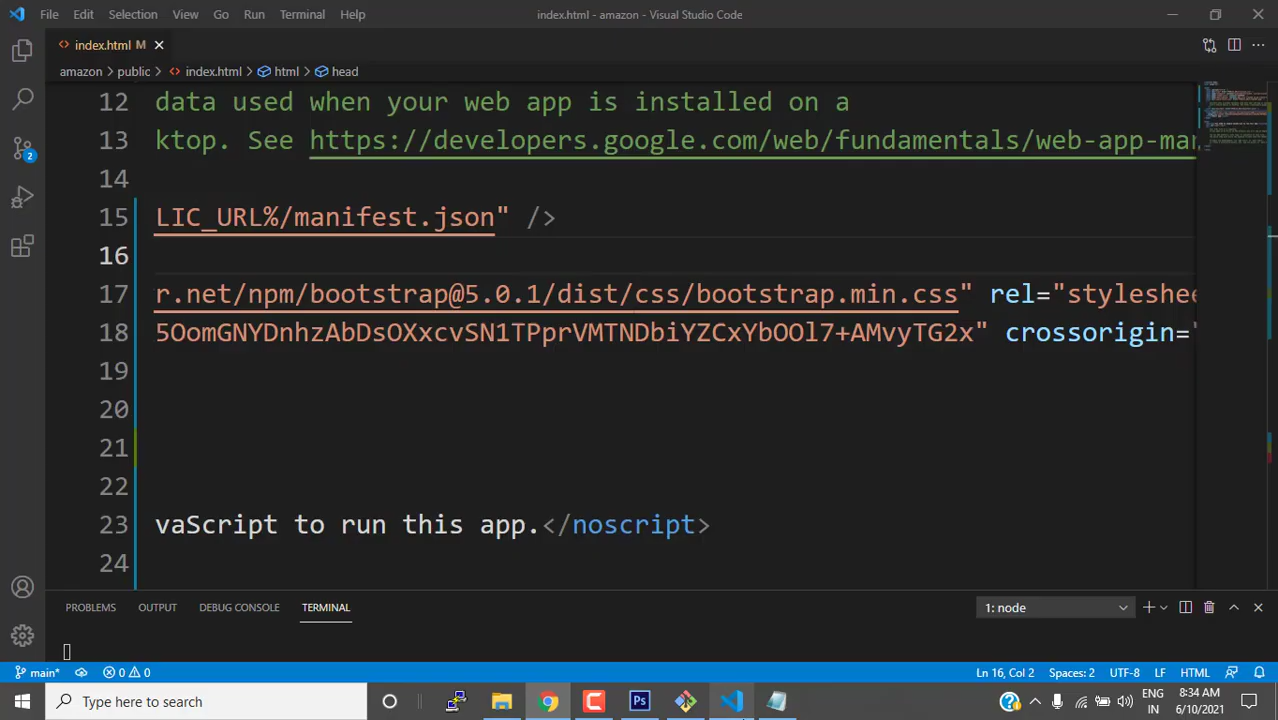 File Edit Selection View Go Run Terminal Help index.html - amazon - Visual Studio Code
index.html M
amazon > public > index.html > html > head
12 data used when your web app is installed on a
13 ktop. See https://developers.google.com/web/fundamentals/web-app-man
14
15 LIC_URL%/manifest.json" />
16
17 r.net/npm/bootstrap@5.0.1/dist/css/bootstrap.min.css" rel="styleshee
18 5OomGNYDnhzAbDsOXxcvSN1TPprVMTNDbiYZCxYbOOl7+AMvyTG2x" crossorigin="
19
20
21
22
23 vaScript to run this app.</noscript>
24
2
PROBLEMS OUTPUT DEBUG CONSOLE TERMINAL 1: node
main* 0 0 Ln 16, Col 2 Spaces: 2 UTF-8 LF HTML
Type here to search
Ps
ENG
IN
8:34 AM
6/10/2021